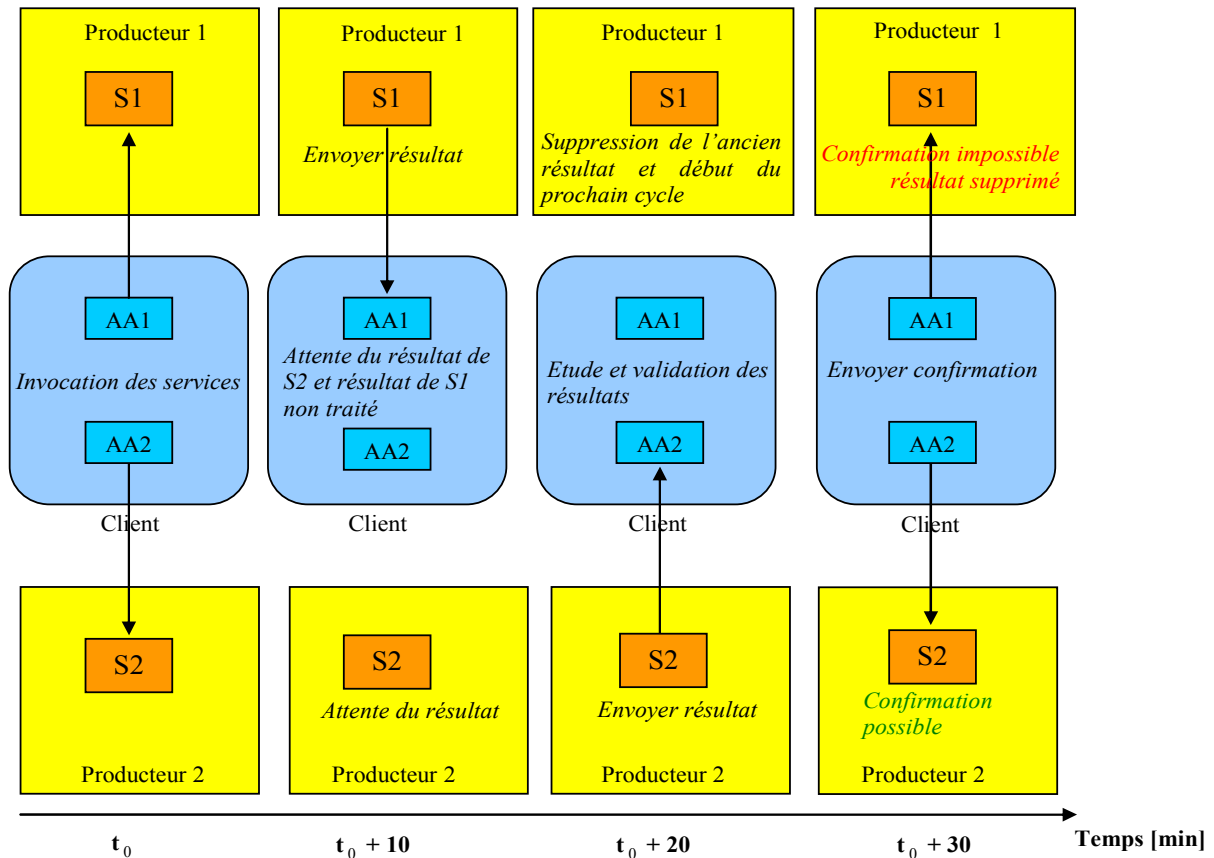 Producteur 1
S1
Producteur 1
S1
Envoyer résultat
S1
Suppression de l’ancien
résultat et début du
prochain cycle
Producteur 1
S1
Confirmation impossible
résultat supprimé
AA1
Invocation des services
AA2
Client
AA1
Attente du résultat de
S2 et résultat de S1
non traité
AA2
Client
AA1
Etude et validation des
résultats
AA2
Client
AA1
Envoyer confirmation
AA2
Client
S2
Producteur 2
S2
Attente du résultat
Producteur 2
S2
Envoyer résultat
Producteur 2
S2
Confirmation
possible
Producteur 2
t0
t0 + 10
t0 + 20
t0 + 30
Temps [min]
Producteur 1